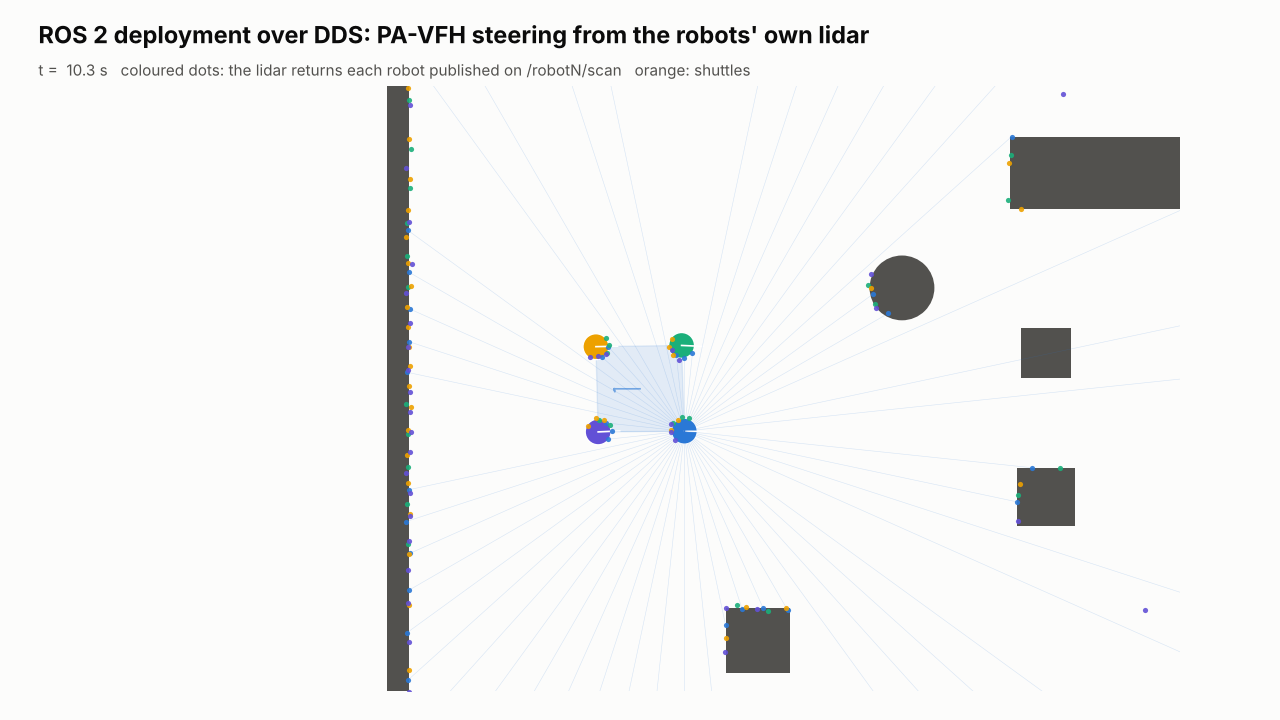 ROS 2 deployment over DDS: PA-VFH steering from the robots' own lidar
t =  10.3 s   coloured dots: the lidar returns each robot published on /robotN/scan   orange: shuttles